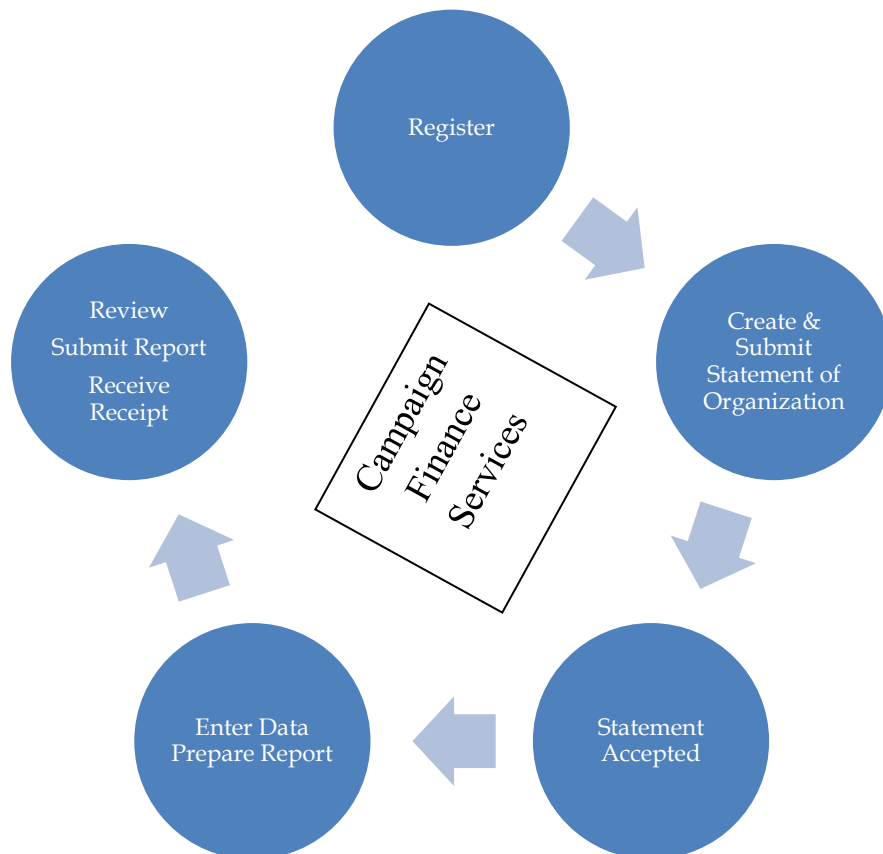 Register
Create &
Submit
Statement of
Organization
Statement
Accepted
Enter Data
Prepare Report
Review
Submit Report
Receive
Receipt
Campaign
Finance
Services